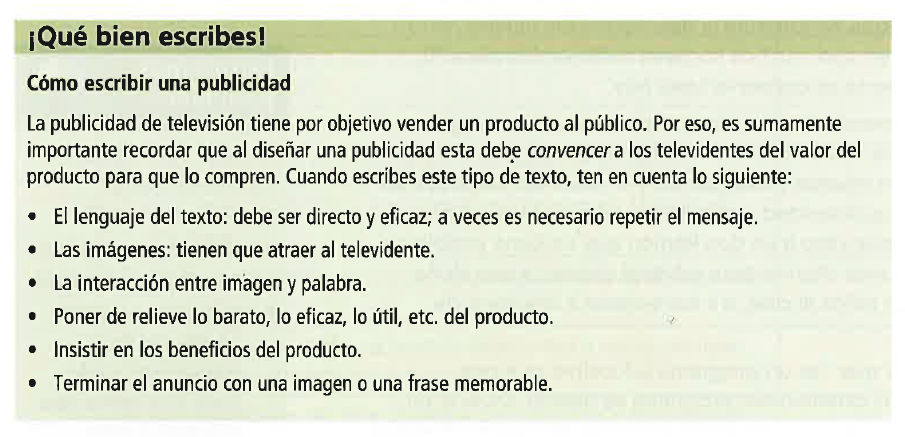 ¡Qué bien escribes!
Cómo escribir una publicidad
La publicidad de televisión tiene por objetivo vender un producto al público. Por eso, es sumamente
importante recordar que al diseñar una publicidad esta debe convencer a los televidentes del valor del
producto para que lo compren. Cuando escribes este tipo de texto, ten en cuenta lo siguiente:
• El lenguaje del texto: debe ser directo y eficaz; a veces es necesario repetir el mensaje.
• Las imágenes: tienen que atraer al televidente.
• La interacción entre imagen y palabra.
• Poner de relieve lo barato, lo eficaz, lo útil, etc. del producto.
• Insistir en los beneficios del producto.
• Terminar el anuncio con una imagen o una frase memorable.